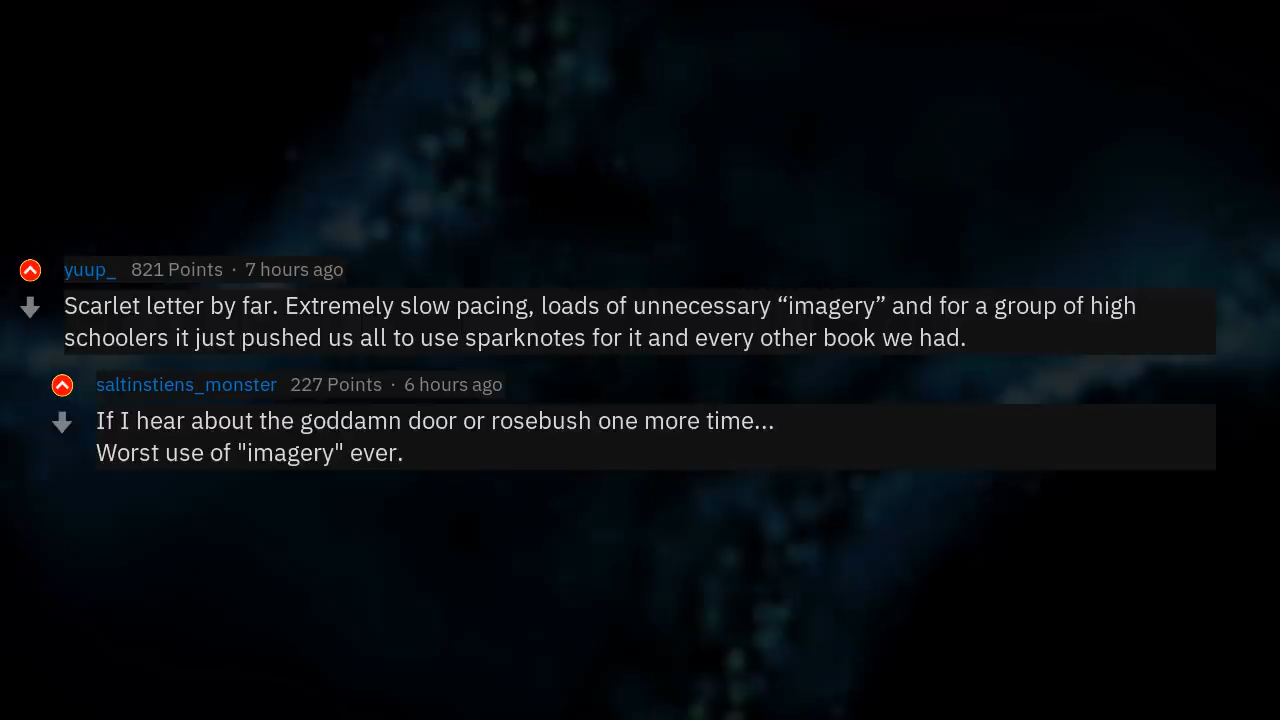 yuup_ 821 Points · 7 hours ago
Scarlet letter by far. Extremely slow pacing, loads of unnecessary “imagery” and for a group of high
schoolers it just pushed us all to use sparknotes for it and every other book we had.
saltinstiens_monster 227 Points · 6 hours ago
If I hear about the goddamn door or rosebush one more time...
Worst use of "imagery" ever.